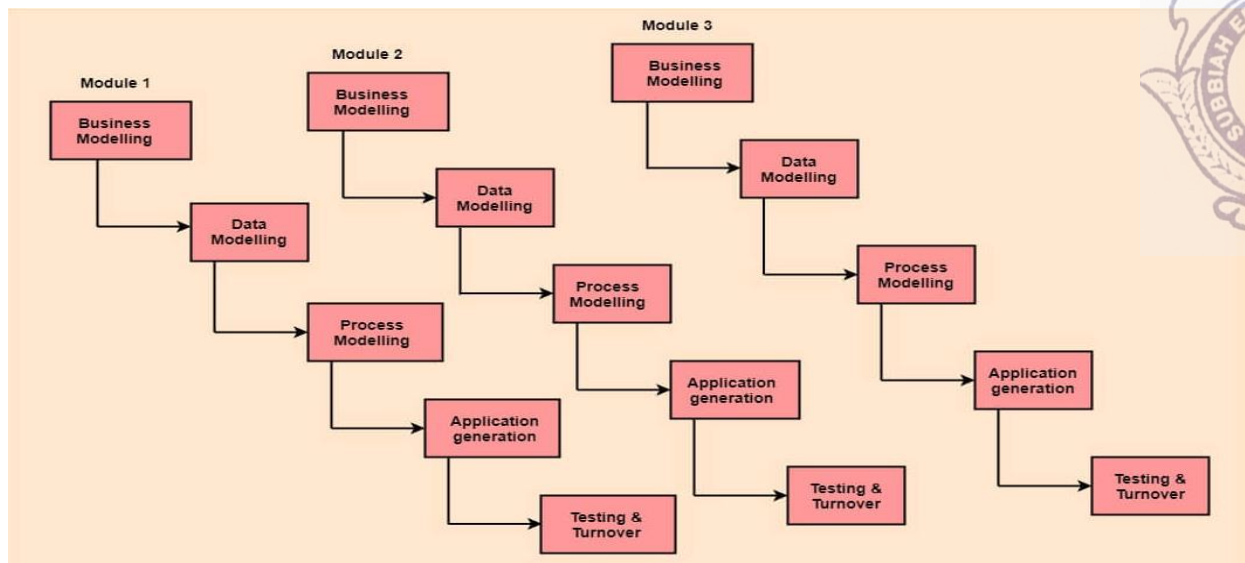 Module 1
Business
Modelling
Data
Modelling
Process
Modelling
Application
generation
Testing &
Turnover
Module 2
Business
Modelling
Data
Modelling
Process
Modelling
Application
generation
Testing &
Turnover
Module 3
Business
Modelling
Data
Modelling
Process
Modelling
Application
generation
Testing &
Turnover
SUBBIAH